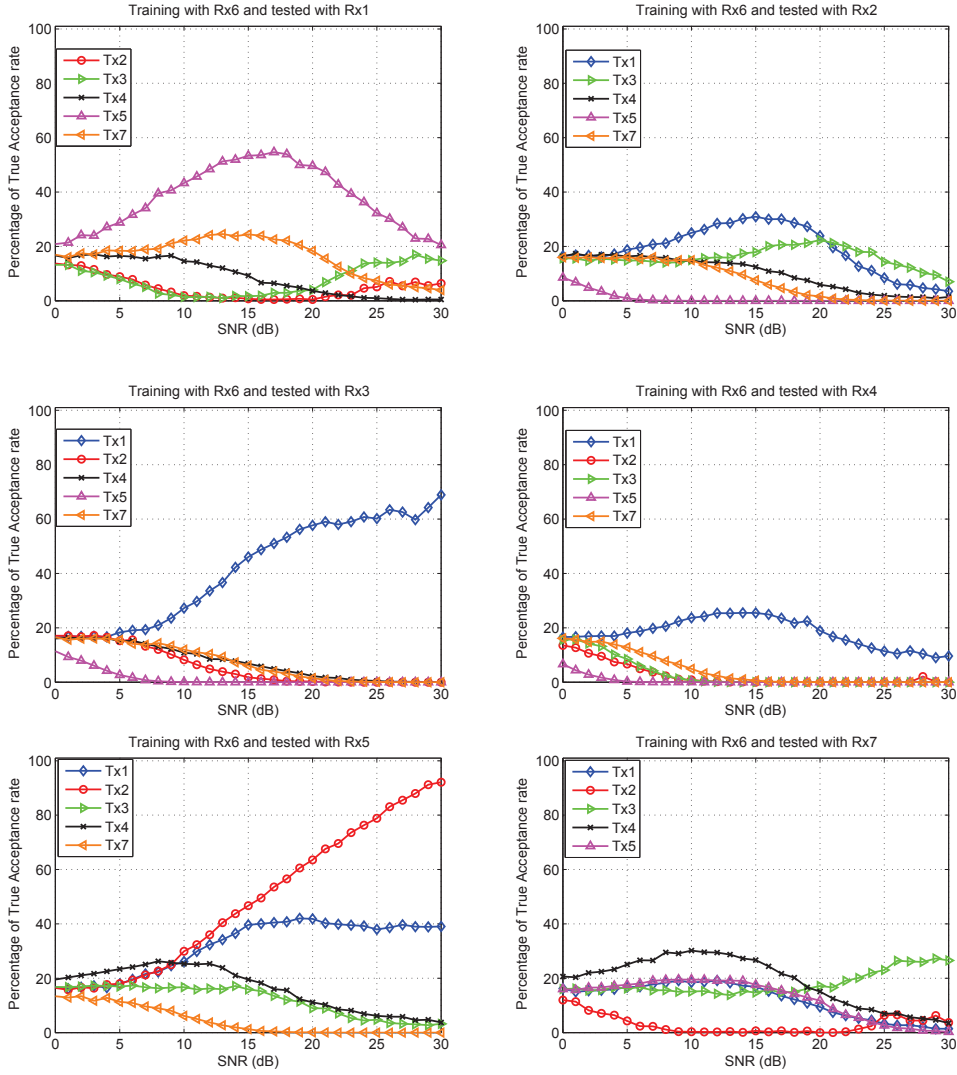 Training with Rx6 and tested with Rx1
Percentage of True Acceptance rate
100
80
60
40
20
0
Tx2
Tx3
Tx4
Tx5
Tx7
0 5 10 15 20 25 30
SNR (dB)
Training with Rx6 and tested with Rx2
Percentage of True Acceptance rate
100
80
60
40
20
0
Tx1
Tx3
Tx4
Tx5
Tx7
0 5 10 15 20 25 30
SNR (dB)
Training with Rx6 and tested with Rx3
Percentage of True Acceptance rate
100
80
60
40
20
0
Tx1
Tx2
Tx4
Tx5
Tx7
0 5 10 15 20 25 30
SNR (dB)
Training with Rx6 and tested with Rx4
Percentage of True Acceptance rate
100
80
60
40
20
0
Tx1
Tx2
Tx3
Tx5
Tx7
0 5 10 15 20 25 30
SNR (dB)
Training with Rx6 and tested with Rx5
Percentage of True Acceptance rate
100
80
60
40
20
0
Tx1
Tx2
Tx3
Tx4
Tx7
0 5 10 15 20 25 30
SNR (dB)
Training with Rx6 and tested with Rx7
Percentage of True Acceptance rate
100
80
60
40
20
0
Tx1
Tx2
Tx3
Tx4
Tx5
0 5 10 15 20 25 30
SNR (dB)